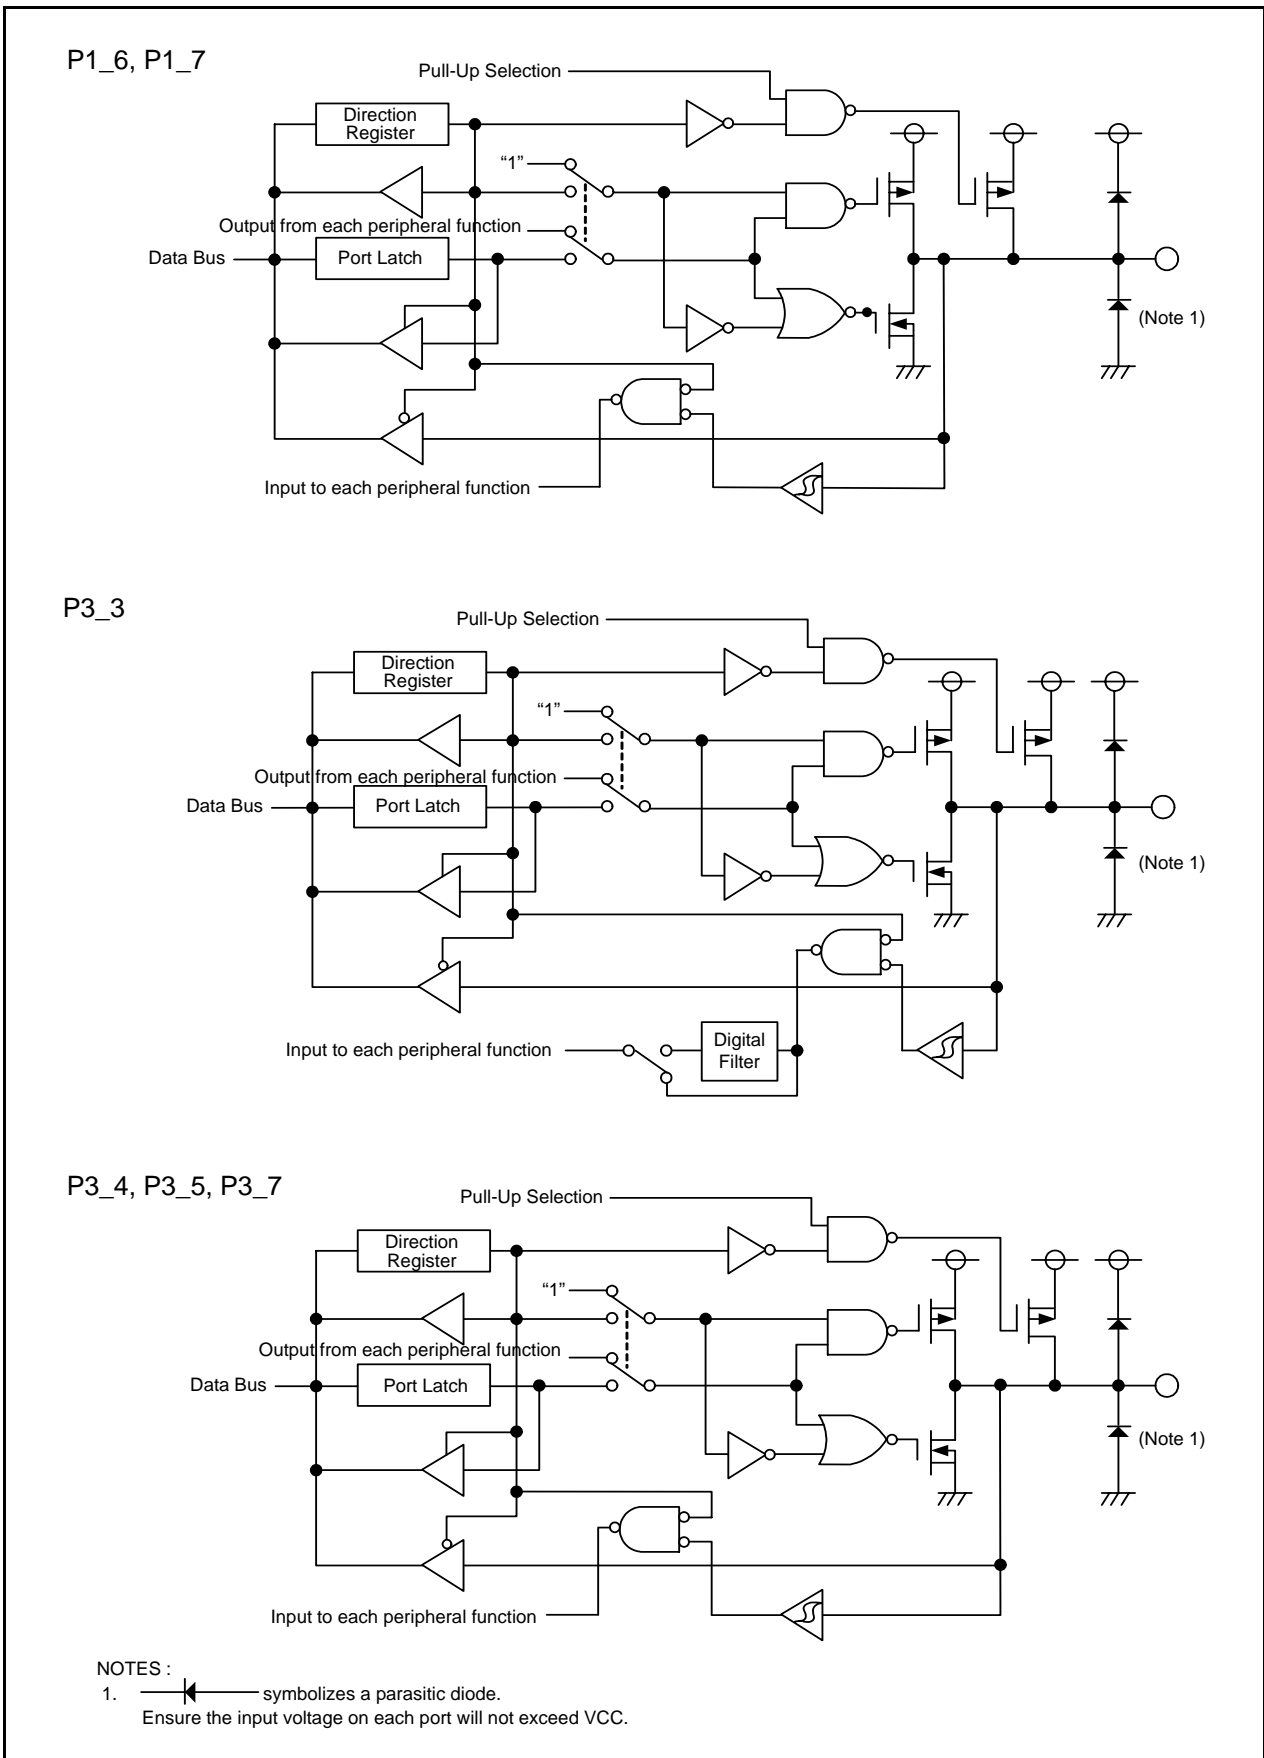 P1_6, P1_7
Pull-Up Selection
Direction
Register
“1”
Output from each peripheral function
Data Bus
Port Latch
(Note 1)
Input to each peripheral function
P3_3
Pull-Up Selection
Direction
Register
“1”
Output from each peripheral function
Data Bus
Port Latch
(Note 1)
Input to each peripheral function
Digital
Filter
P3_4, P3_5, P3_7
Pull-Up Selection
Direction
Register
“1”
Output from each peripheral function
Data Bus
Port Latch
(Note 1)
Input to each peripheral function
NOTES :
1. symbolizes a parasitic diode.
Ensure the input voltage on each port will not exceed VCC.